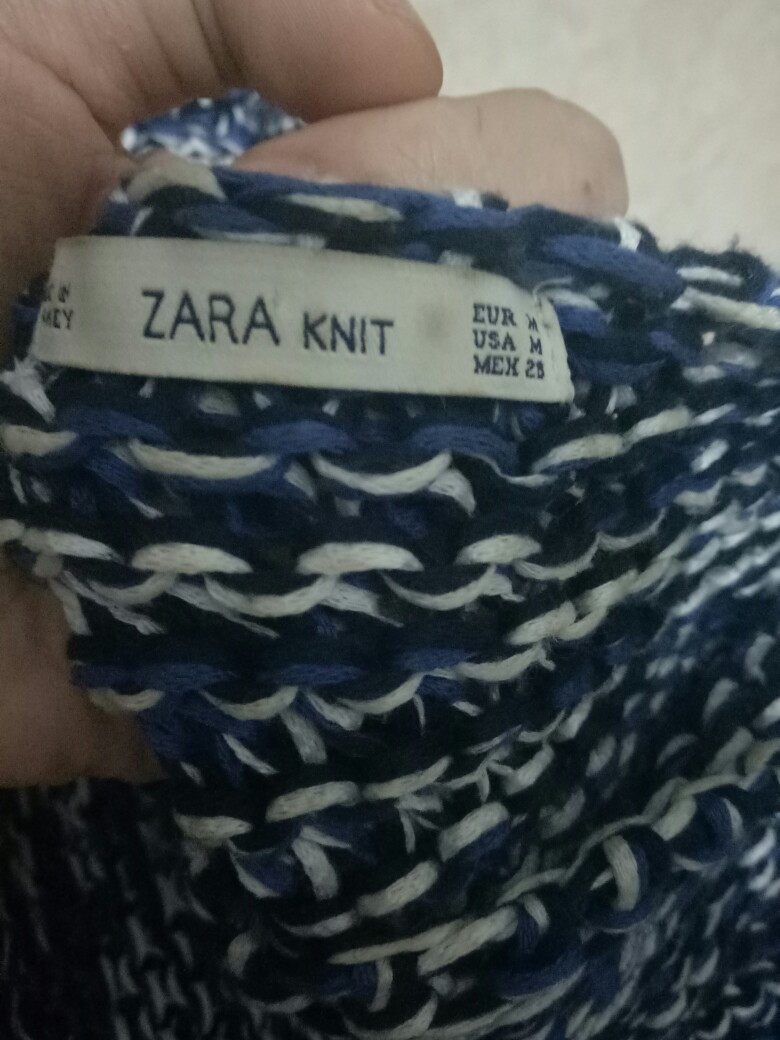 ZARA KNIT
EUR M
USA M
MEX 28